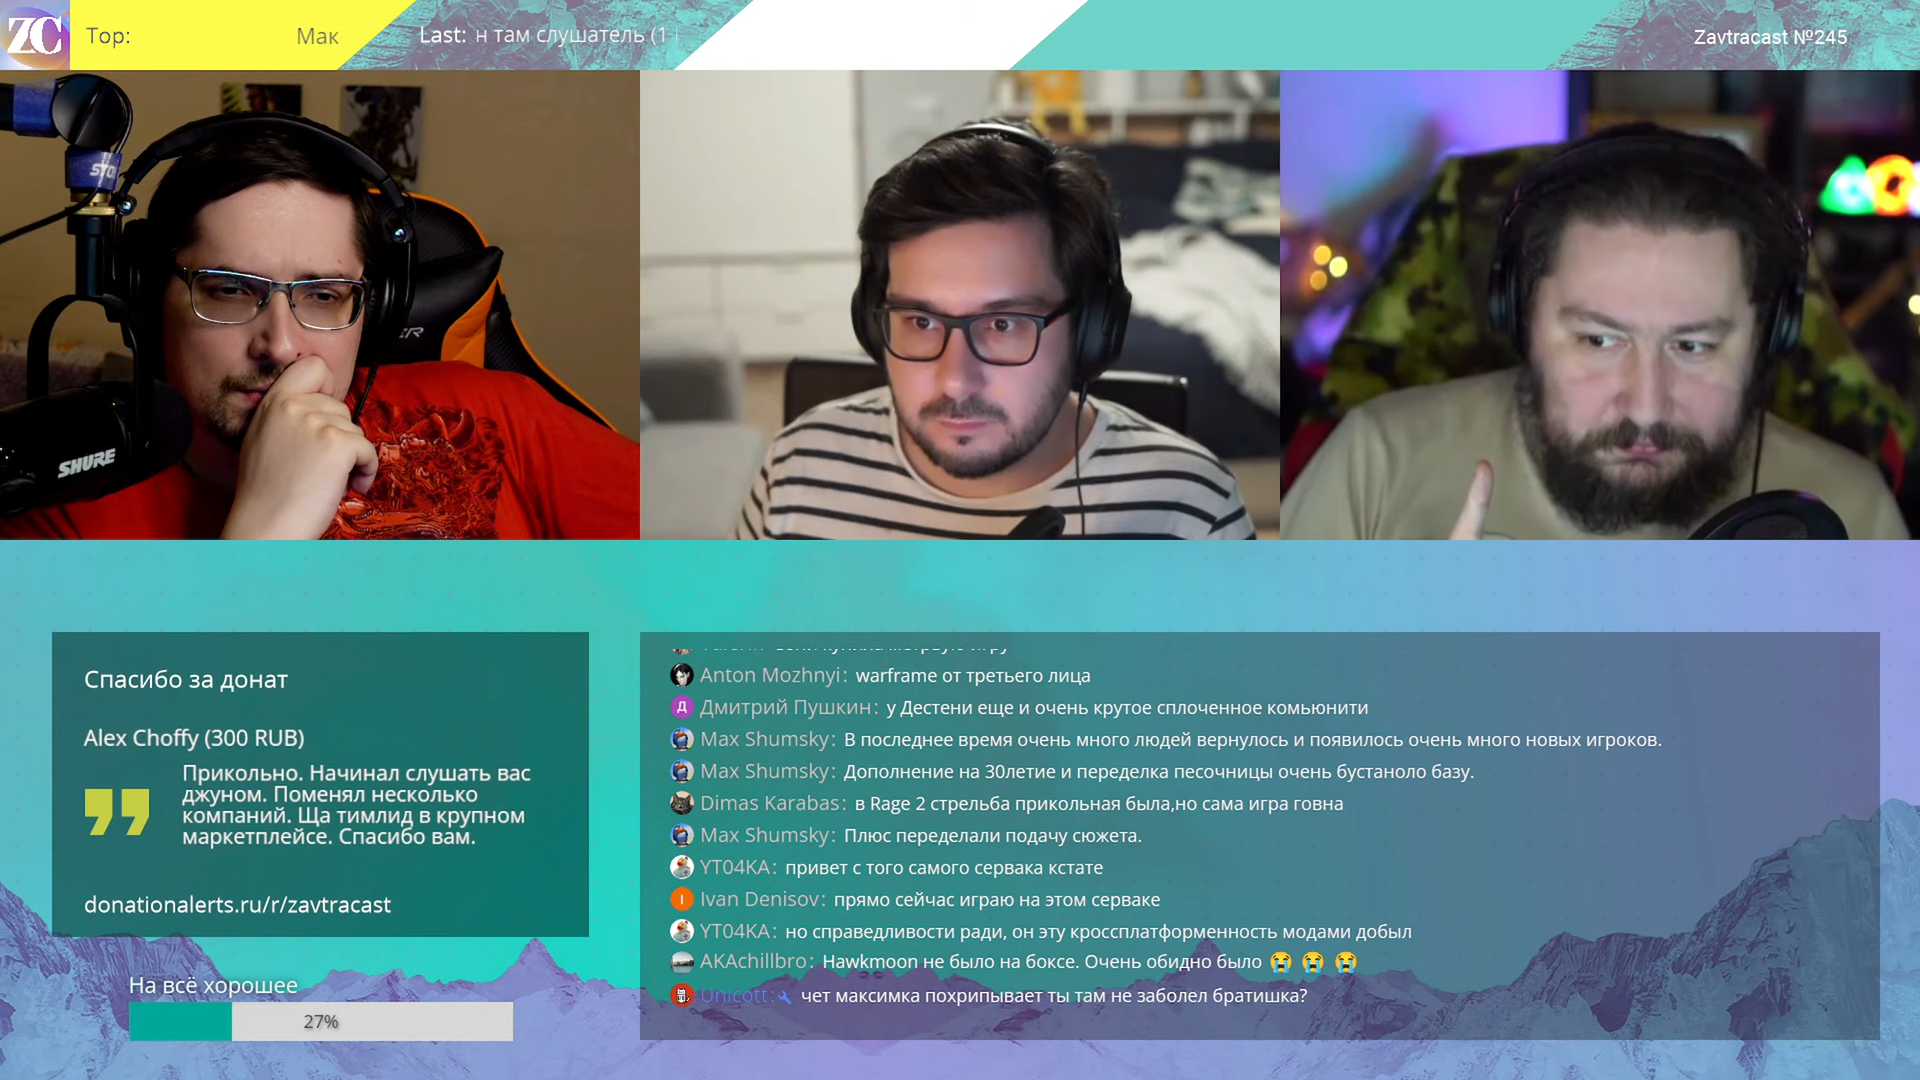 ZC
Top:
Мак
Last: н там слушатель (1
Zavtracast №245
SHURE
Спасибо за донат
Alex Choffy (300 RUB)
Прикольно. Начинал слушать вас
джуном. Поменял несколько
компаний. Ща тимлид в крупном
маркетплейсе. Спасибо вам.
donationalerts.ru/r/zavtracast
На всё хорошее
27%
Anton Mozhnyi: warframe от третьего лица
Д Дмитрий Пушкин: у Дестени еще и очень крутое сплоченное комьюнити
Max Shumsky: В последнее время очень много людей вернулось и появилось очень много новых игроков.
Max Shumsky: Дополнение на 30летие и переделка песочницы очень бустаноло базу.
Dimas Karabas: в Rage 2 стрельба прикольная была,но сама игра говна
Max Shumsky: Плюс переделали подачу сюжета.
YT04KA: привет с того самого сервака кстате
I Ivan Denisov: прямо сейчас играю на этом серваке
YT04KA: но справедливости ради, он эту кроссплатформенность модами добыл
AKAchillbro: Hawkmoon не было на боксе. Очень обидно было 😭 😭 😭
Unicott: чет максимка похрипывает ты там не заболел братишка?